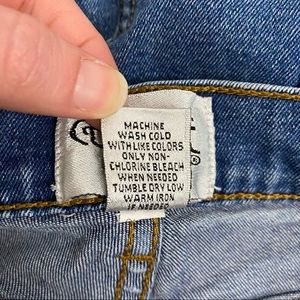 MACHINE
WASH COLD
WITH LIKE COLORS
ONLY NON-
CHLORINE BLEACH
WHEN NEEDED
TUMBLE DRY LOW
WARM IRON
IF NEEDED